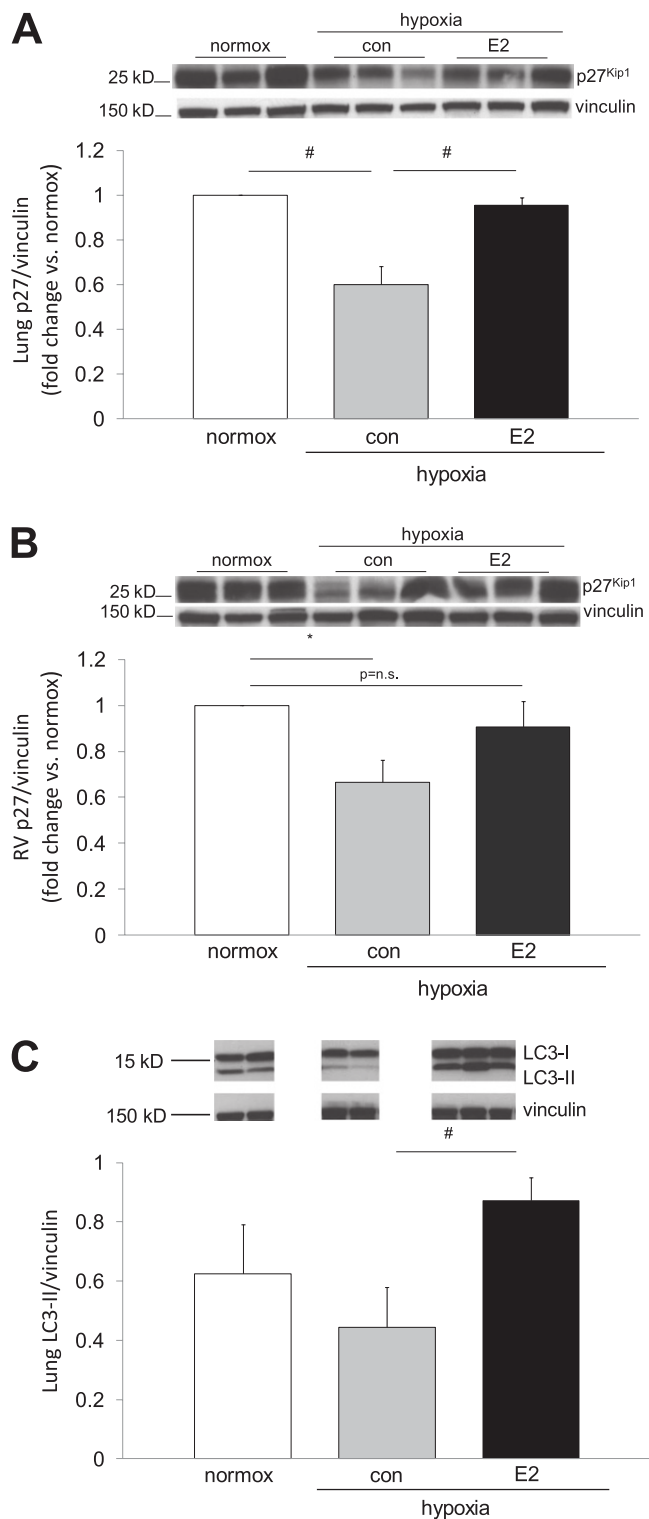 A
hypoxia
normox con E2
25 kD p27Kip1
150 kD vinculin
# #
Lung p27/vinculin
(fold change vs. normox)
1.2
1
0.8
0.6
0.4
0.2
0
normox con E2
hypoxia
B
hypoxia
normox con E2
25 kD p27Kip1
150 kD vinculin
*
p=n.s.
RV p27/vinculin
(fold change vs. normox)
1.2
1
0.8
0.6
0.4
0.2
0
normox con E2
hypoxia
C
15 kD LC3-I
LC3-II
150 kD vinculin
#
Lung LC3-II/vinculin
1
0.8
0.6
0.4
0.2
0
normox con E2
hypoxia